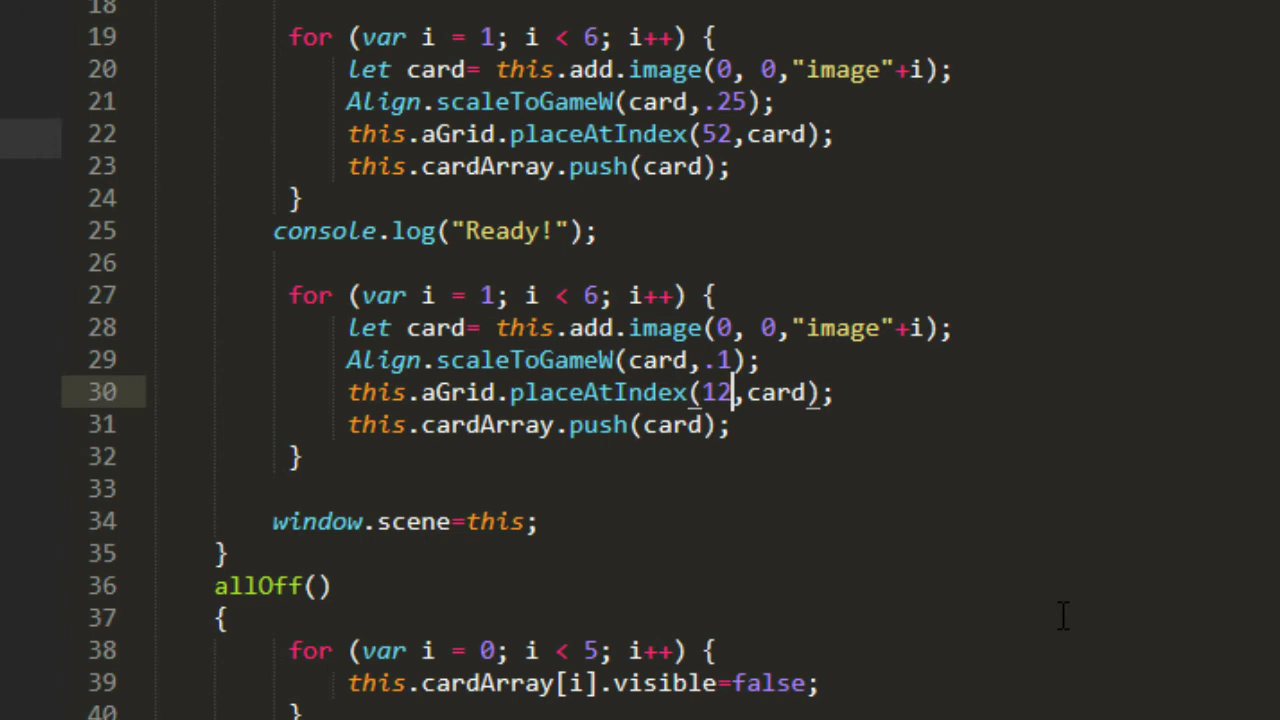 18
19 for (var i = 1; i < 6; i++) {
20 let card= this.add.image(0, 0,"image"+i);
21 Align.scaleToGameW(card,.25);
22 this.aGrid.placeAtIndex(52,card);
23 this.cardArray.push(card);
24 }
25 console.log("Ready!");
26
27 for (var i = 1; i < 6; i++) {
28 let card= this.add.image(0, 0,"image"+i);
29 Align.scaleToGameW(card,.1);
30 this.aGrid.placeAtIndex(12,card);
31 this.cardArray.push(card);
32 }
33
34 window.scene=this;
35 }
36 allOff()
37 {
38 for (var i = 0; i < 5; i++) {
39 this.cardArray[i].visible=false;
40 }